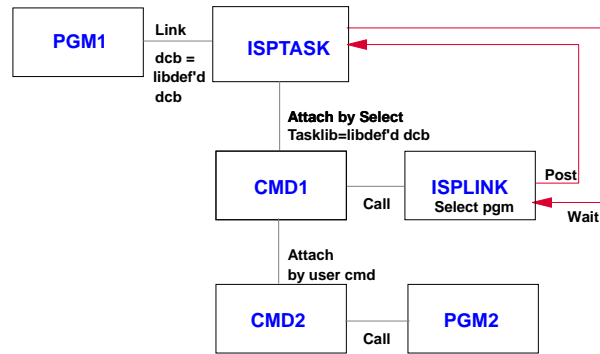 PGM1
Link
dcb =
libdef'd
dcb
ISPTASK
Attach by Select
Tasklib=libdef'd dcb
CMD1
Call
ISPLINK
Select pgm
Post
Wait
Attach
by user cmd
CMD2
Call
PGM2